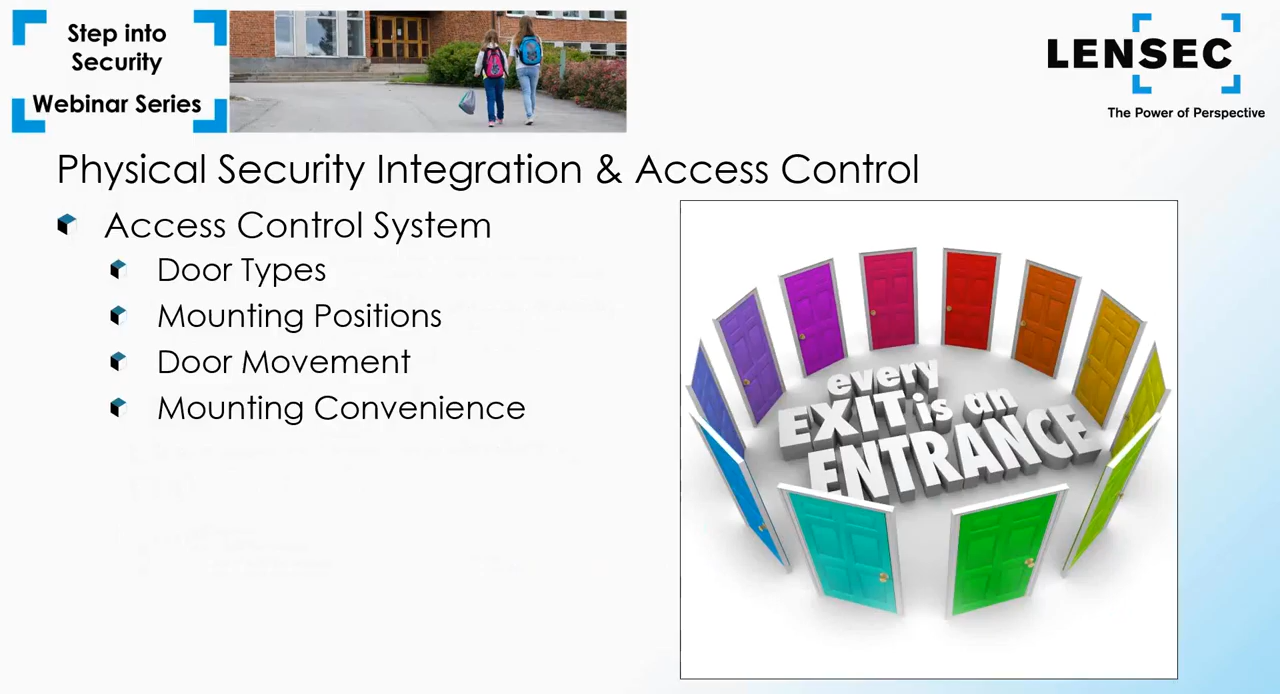 Step into
Security
Webinar Series
LENSEC
The Power of Perspective
Physical Security Integration & Access Control
Access Control System
Door Types
Mounting Positions
Door Movement
Mounting Convenience
every
EXIT is an
ENTRANCE